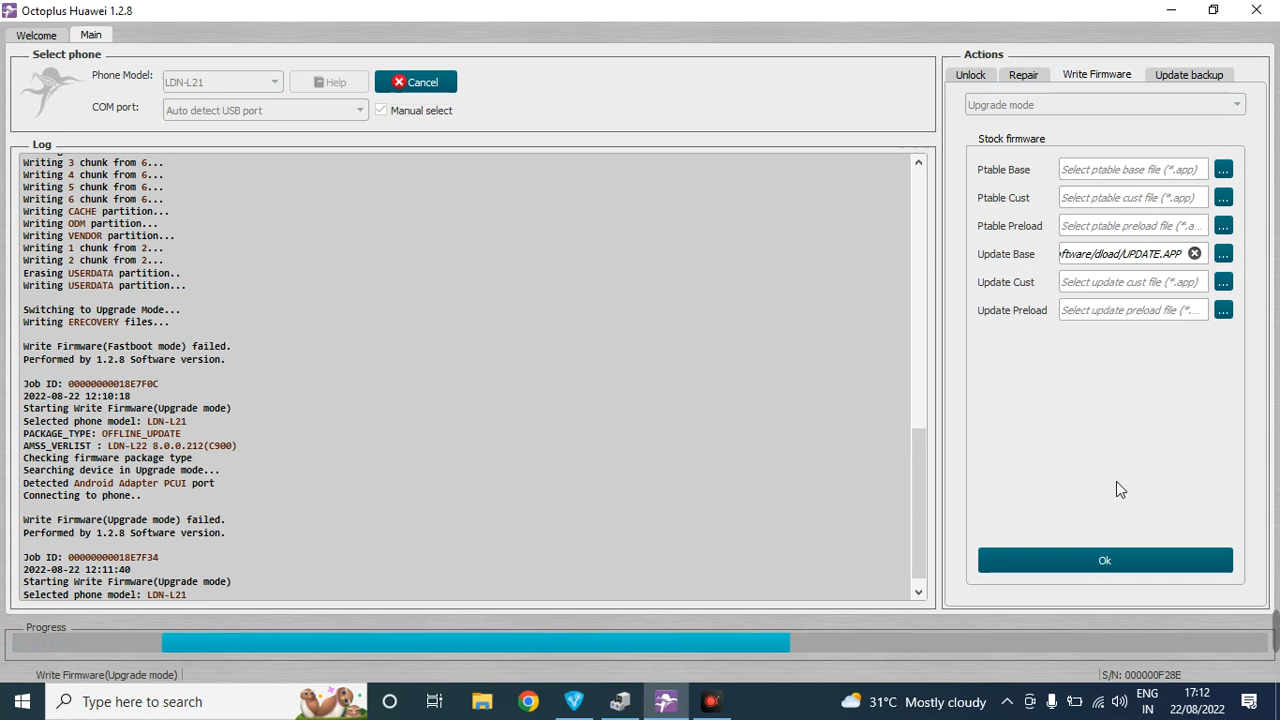 Octoplus Huawei 1.2.8
Welcome
Main
Select phone
Phone Model:
LDN-L21
Help
Cancel
COM port:
Auto detect USB port
Manual select
Log
Writing 3 chunk from 6...
Writing 4 chunk from 6...
Writing 5 chunk from 6...
Writing 6 chunk from 6...
Writing CACHE partition...
Writing ODM partition...
Writing VENDOR partition...
Writing 1 chunk from 2...
Writing 2 chunk from 2...
Erasing USERDATA partition..
Writing USERDATA partition...
Switching to Upgrade Mode...
Writing ERECOVERY files...
Write Firmware(Fastboot mode) failed.
Performed by 1.2.8 Software version.
Job ID: 00000000018E7F0C
2022-08-22 12:10:18
Starting Write Firmware(Upgrade mode)
Selected phone model: LDN-L21
PACKAGE_TYPE: OFFLINE_UPDATE
AMSS_VERLIST : LDN-L22 8.0.0.212(C900)
Checking firmware package type
Searching device in Upgrade mode...
Detected Android Adapter PCUI port
Connecting to phone..
Write Firmware(Upgrade mode) failed.
Performed by 1.2.8 Software version.
Job ID: 00000000018E7F34
2022-08-22 12:11:40
Starting Write Firmware(Upgrade mode)
Selected phone model: LDN-L21
Actions
Unlock
Repair
Write Firmware
Update backup
Upgrade mode
Stock firmware
Ptable Base
Select ptable base file (*.app)
...
Ptable Cust
Select ptable cust file (*.app)
...
Ptable Preload
Select ptable preload file (*.a...
...
Update Base
ftware/dload/UPDATE.APP
...
Update Cust
Select update cust file (*.app)
...
Update Preload
Select update preload file (*....
...
Ok
Progress
Write Firmware(Upgrade mode)
S/N: 000000F28E
Type here to search
31°C Mostly cloudy
ENG
IN
17:12
22/08/2022